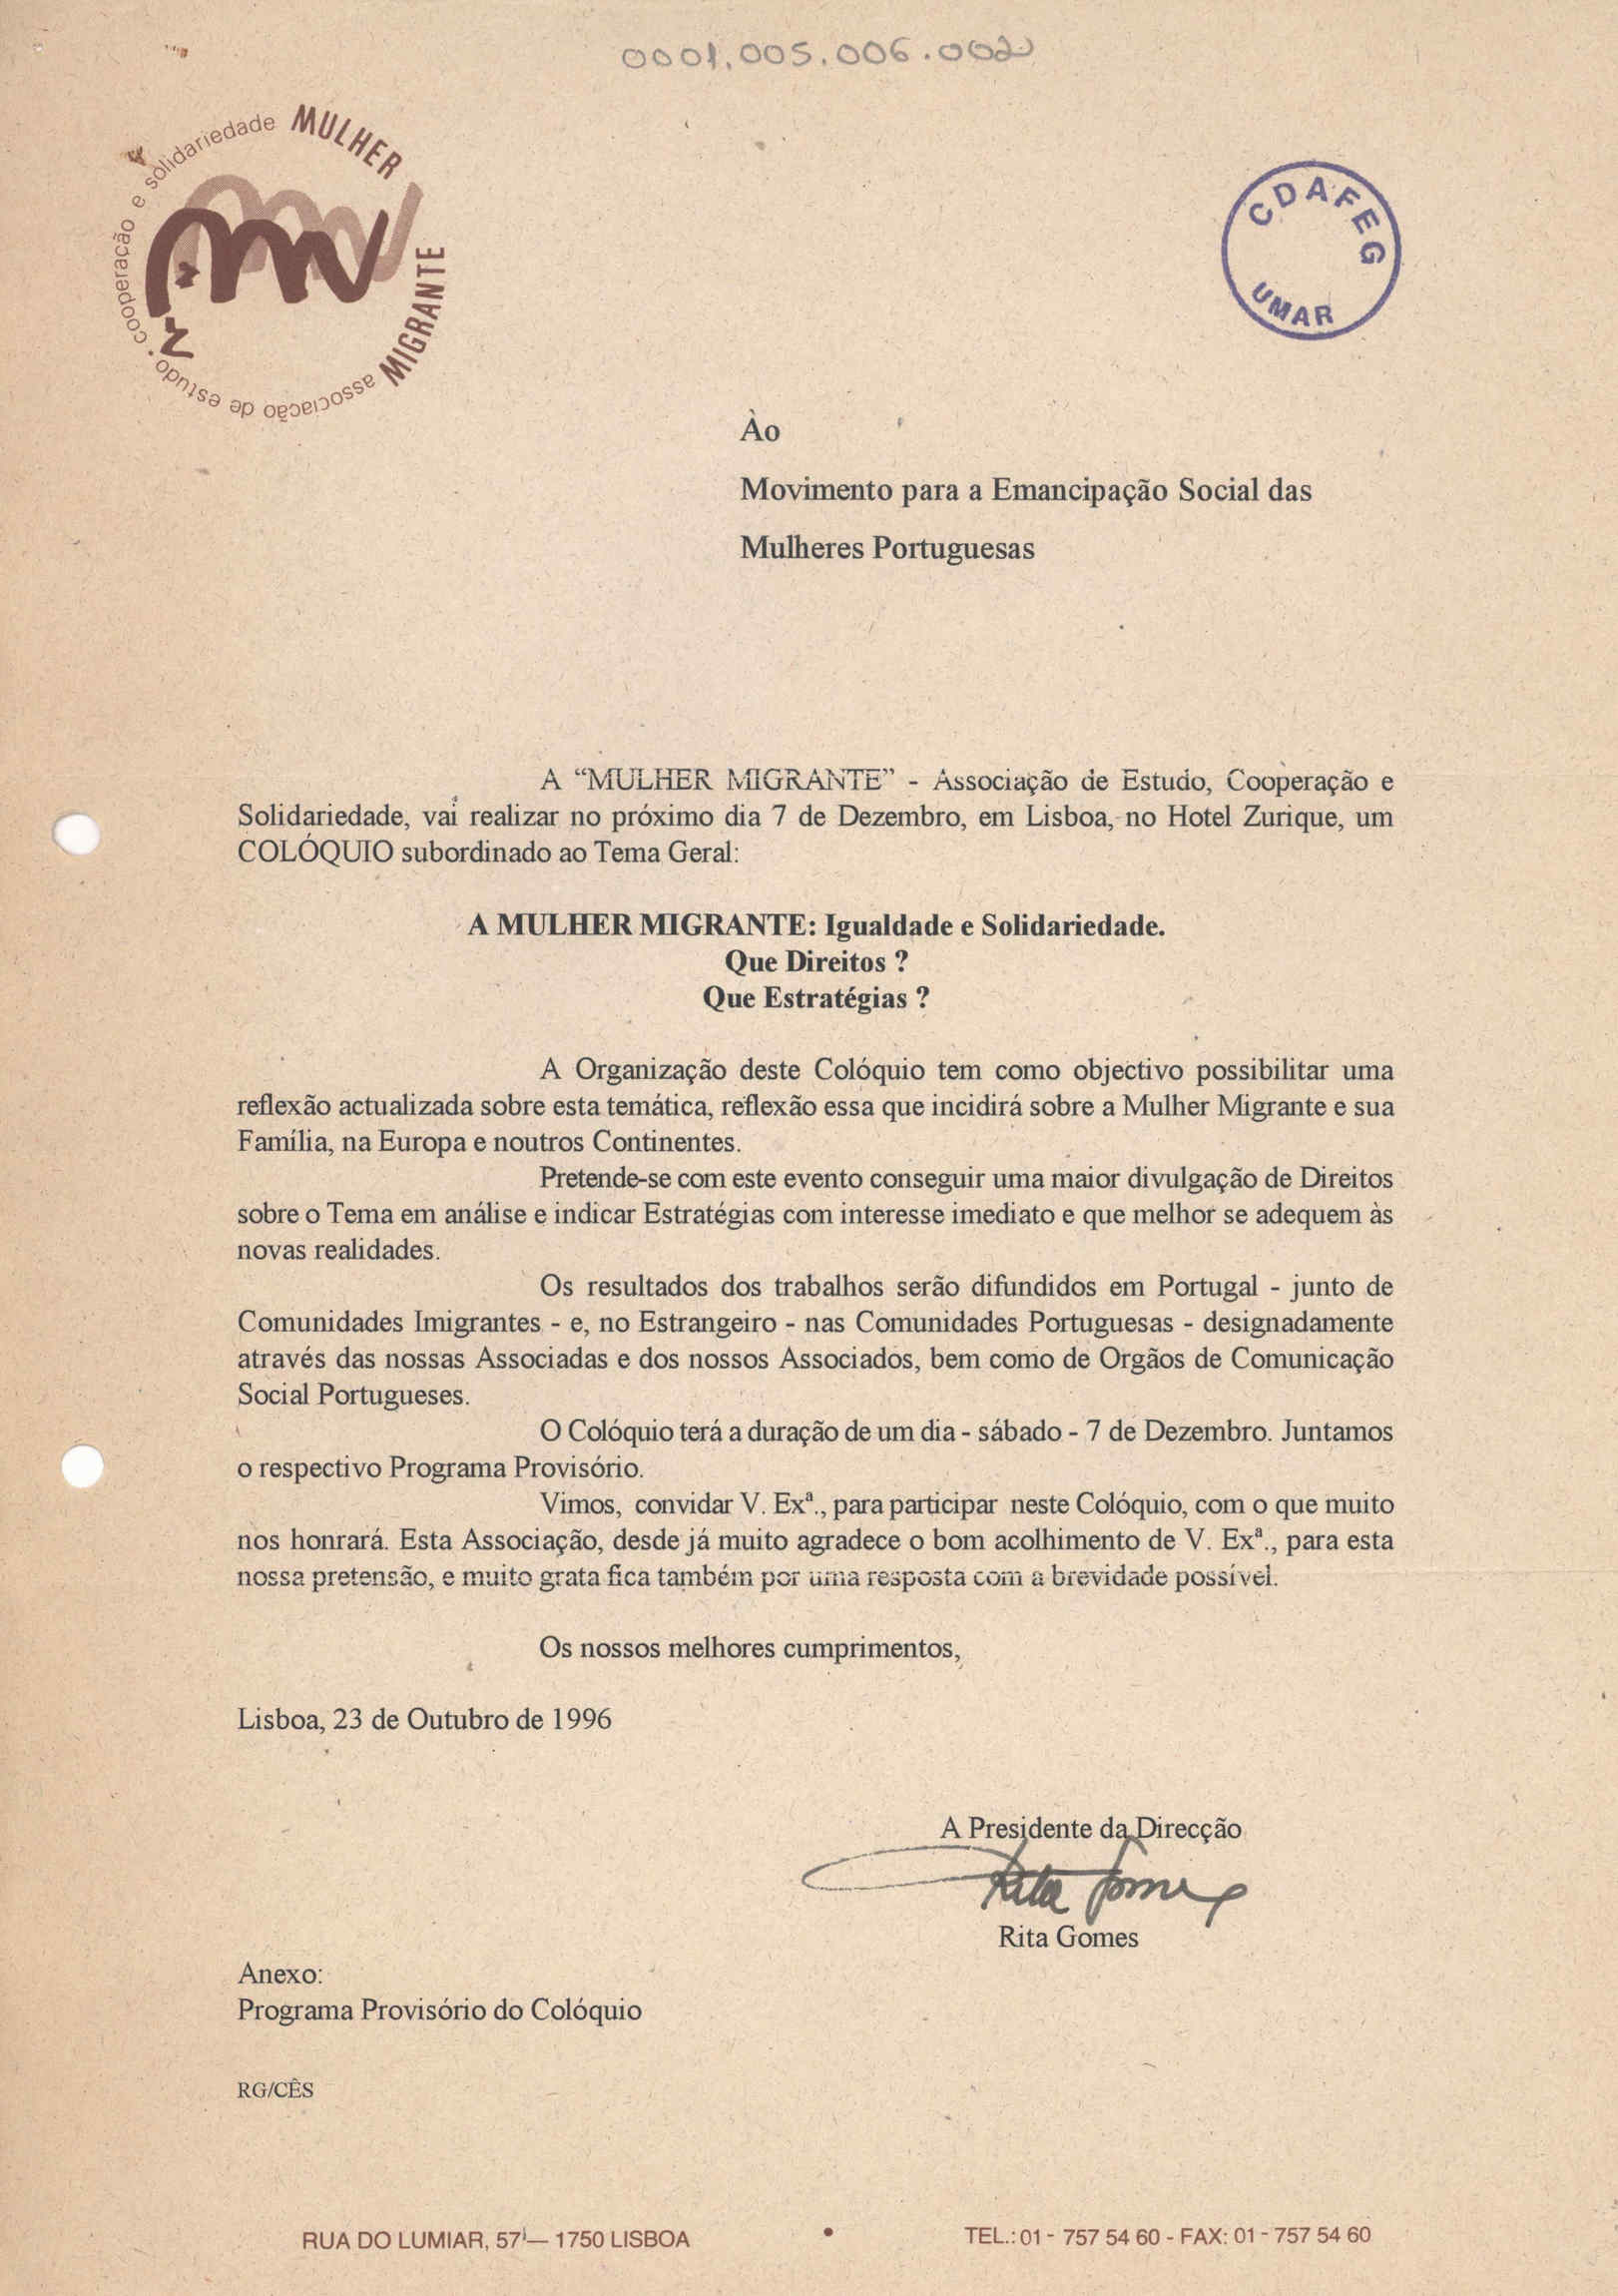 0001.005.006.002
associação de estudo. cooperação e solidariedade MULHER MIGRANTE
CDAFEG
UMAR
Ào
Movimento para a Emancipação Social das
Mulheres Portuguesas
A “MULHER MIGRANTE” - Associação de Estudo, Cooperação e
Solidariedade, vai realizar no próximo dia 7 de Dezembro, em Lisboa, no Hotel Zurique, um
COLÓQUIO subordinado ao Tema Geral:
A MULHER MIGRANTE: Igualdade e Solidariedade.
Que Direitos ?
Que Estratégias ?
A Organização deste Colóquio tem como objectivo possibilitar uma
reflexão actualizada sobre esta temática, reflexão essa que incidirá sobre a Mulher Migrante e sua
Família, na Europa e noutros Continentes.
Pretende-se com este evento conseguir uma maior divulgação de Direitos
sobre o Tema em análise e indicar Estratégias com interesse imediato e que melhor se adequem às
novas realidades.
Os resultados dos trabalhos serão difundidos em Portugal - junto de
Comunidades Imigrantes - e, no Estrangeiro - nas Comunidades Portuguesas - designadamente
através das nossas Associadas e dos nossos Associados, bem como de Orgãos de Comunicação
Social Portugueses.
O Colóquio terá a duração de um dia - sábado - 7 de Dezembro. Juntamos
o respectivo Programa Provisório.
Vimos, convidar V. Exª., para participar neste Colóquio, com o que muito
nos honrará. Esta Associação, desde já muito agradece o bom acolhimento de V. Exª., para esta
nossa pretensão, e muito grata fica também por uma resposta com a brevidade possível.
Os nossos melhores cumprimentos,
Lisboa, 23 de Outubro de 1996
A Presidente da Direcção
Rita Gomes
Rita Gomes
Anexo:
Programa Provisório do Colóquio
RG/CÊS
RUA DO LUMIAR, 57 — 1750 LISBOA • TEL.: 01 - 757 54 60 - FAX: 01 - 757 54 60